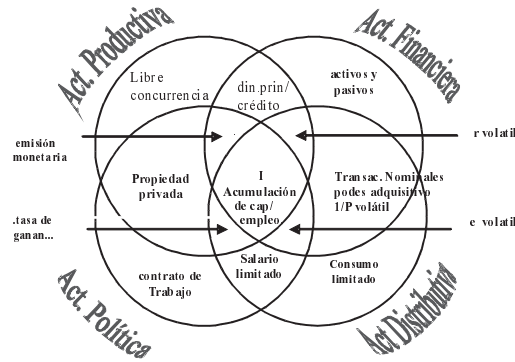 Act. Productiva
Act. Financiera
Libre
concurrencia
din.prin/
crédito
activos y
pasivos
emisión
monetaria
r volatil
Propiedad
privada
I
Acumulación
de cap/
empleo
Transac. Nominales
podes adquisitivo
1/P volátil
.tasa de
ganan...
e volatil
contrato de
Trabajo
Salario
limitado
Consumo
limitado
Act. Política
Act Distributiva